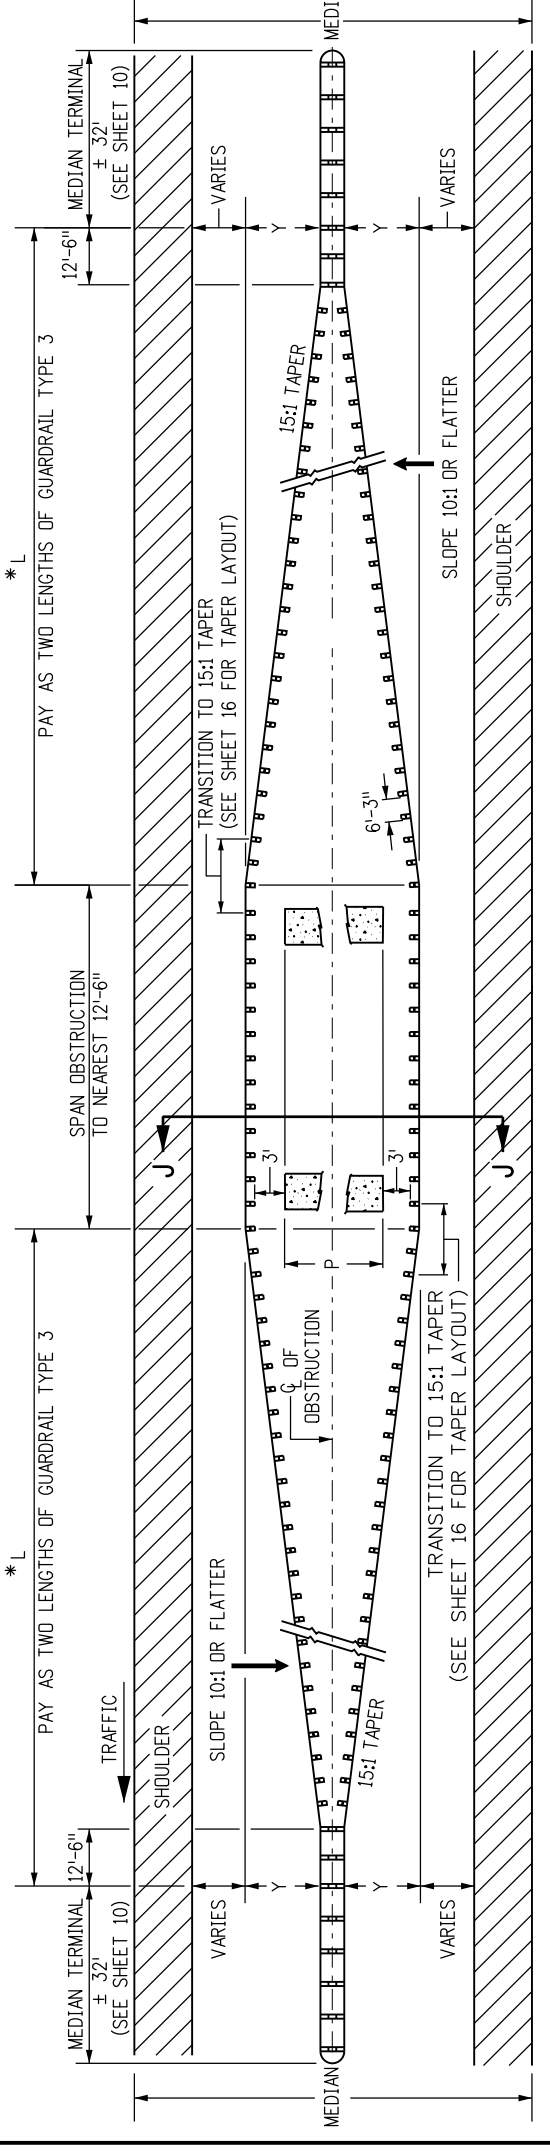 *L
PAY AS TWO LENGTHS OF GUARDRAIL TYPE 3
SPAN OBSTRUCTION
TO NEAREST 12'-6"
*L
PAY AS TWO LENGTHS OF GUARDRAIL TYPE 3
MEDIAN TERMINAL
± 32'
(SEE SHEET 10)
12'-6"
12'-6"
MEDIAN TERMINAL
± 32'
(SEE SHEET 10)
TRAFFIC
SHOULDER
J
VARIES
SLOPE 10:1 OR FLATTER
TRANSITION TO 15:1 TAPER
(SEE SHEET 16 FOR TAPER LAYOUT)
VARIES
Y
3'
15:1 TAPER
Y
MEDIAN
℄ OF
OBSTRUCTION
P
MEDI
Y
15:1 TAPER
3'
6'-3"
Y
VARIES
TRANSITION TO 15:1 TAPER
(SEE SHEET 16 FOR TAPER LAYOUT)
SLOPE 10:1 OR FLATTER
VARIES
J
SHOULDER